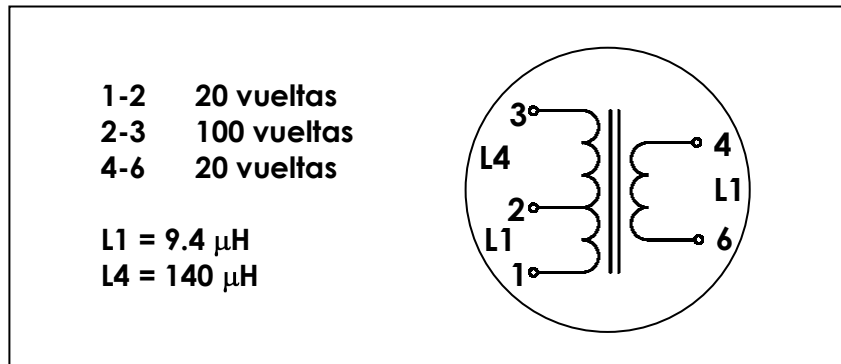 1-2 20 vueltas
2-3 100 vueltas
4-6 20 vueltas
L1 = 9.4 μH
L4 = 140 μH
3
L4
2
L1
1
4
L1
6